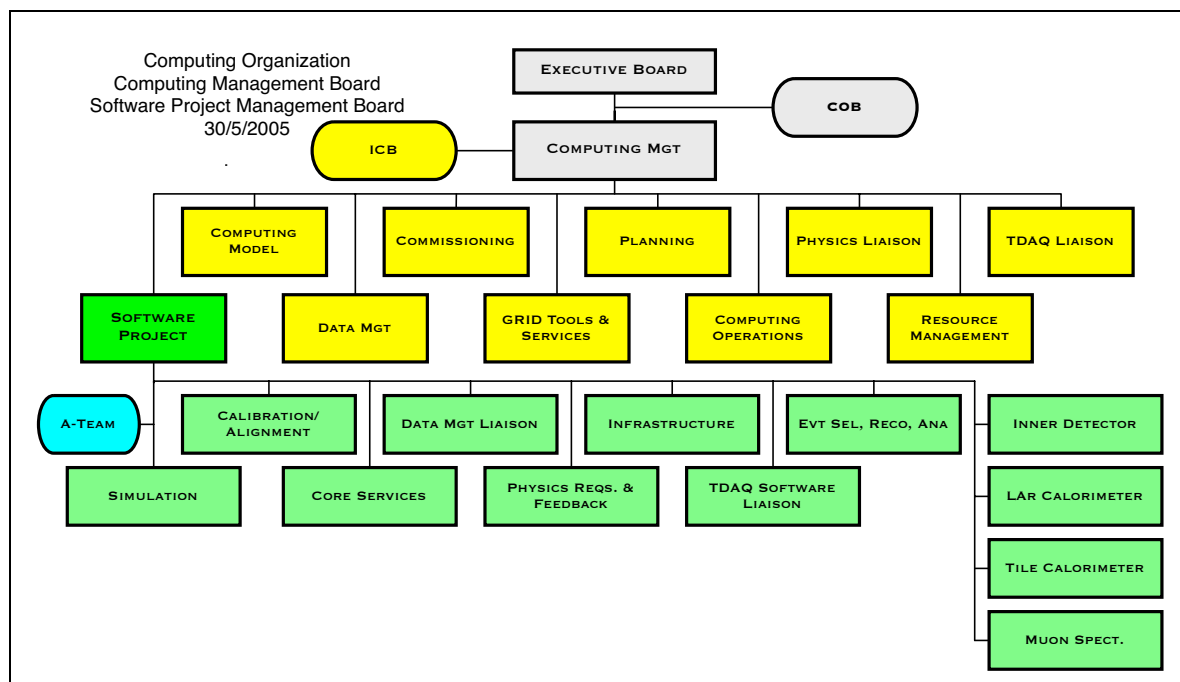 Computing Organization
Computing Management Board
Software Project Management Board
30/5/2005
.
EXECUTIVE BOARD
COB
ICB
COMPUTING MGT
COMPUTING
MODEL
COMMISSIONING
PLANNING
PHYSICS LIAISON
TDAQ LIAISON
SOFTWARE
PROJECT
DATA MGT
GRID TOOLS &
SERVICES
COMPUTING
OPERATIONS
RESOURCE
MANAGEMENT
A-TEAM
CALIBRATION/
ALIGNMENT
DATA MGT LIAISON
INFRASTRUCTURE
EVT SEL, RECO, ANA
INNER DETECTOR
SIMULATION
CORE SERVICES
PHYSICS REQS. &
FEEDBACK
TDAQ SOFTWARE
LIAISON
LAR CALORIMETER
TILE CALORIMETER
MUON SPECT.